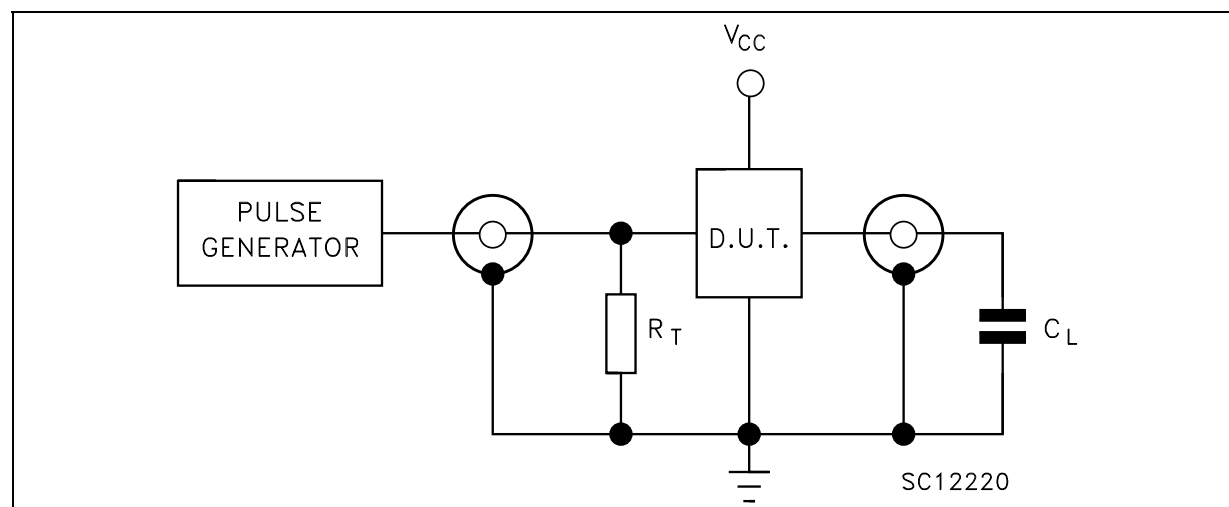 VCC
PULSE
GENERATOR
D.U.T.
RT
CL
SC12220